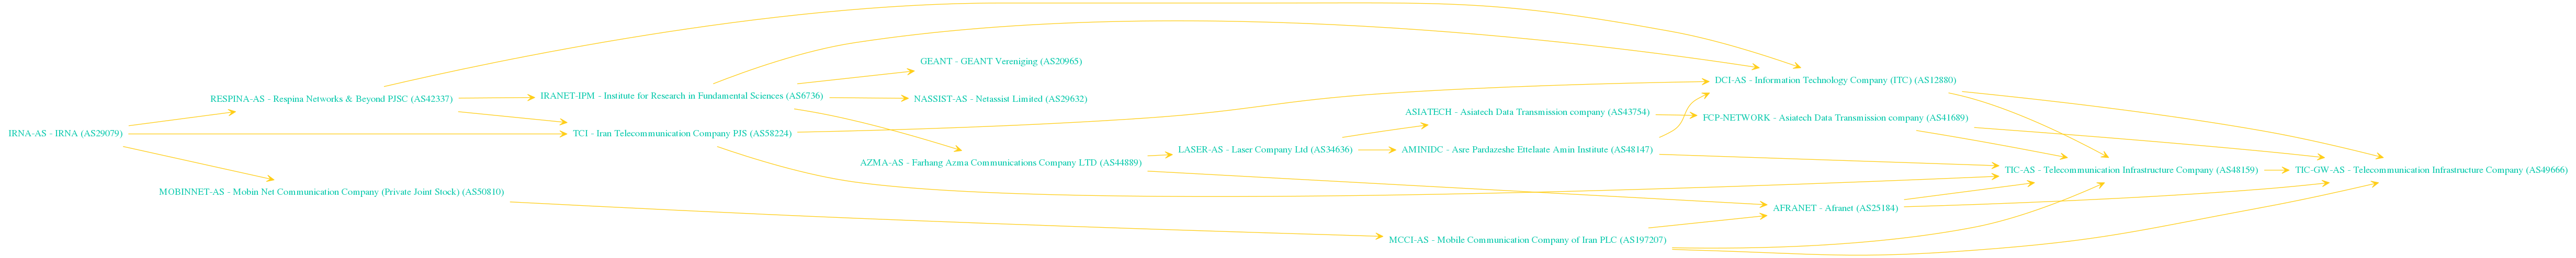 IRNA-AS - IRNA (AS29079)
RESPINA-AS - Respina Networks & Beyond PJSC (AS42337)
MOBINNET-AS - Mobin Net Communication Company (Private Joint Stock) (AS50810)
IRANET-IPM - Institute for Research in Fundamental Sciences (AS6736)
TCI - Iran Telecommunication Company PJS (AS58224)
GEANT - GEANT Vereniging (AS20965)
NASSIST-AS - Netassist Limited (AS29632)
AZMA-AS - Farhang Azma Communications Company LTD (AS44889)
LASER-AS - Laser Company Ltd (AS34636)
ASIATECH - Asiatech Data Transmission company (AS43754)
AMINIDC - Asre Pardazeshe Ettelaate Amin Institute (AS48147)
MCCI-AS - Mobile Communication Company of Iran PLC (AS197207)
DCI-AS - Information Technology Company (ITC) (AS12880)
FCP-NETWORK - Asiatech Data Transmission company (AS41689)
AFRANET - Afranet (AS25184)
TIC-AS - Telecommunication Infrastructure Company (AS48159)
TIC-GW-AS - Telecommunication Infrastructure Company (AS49666)